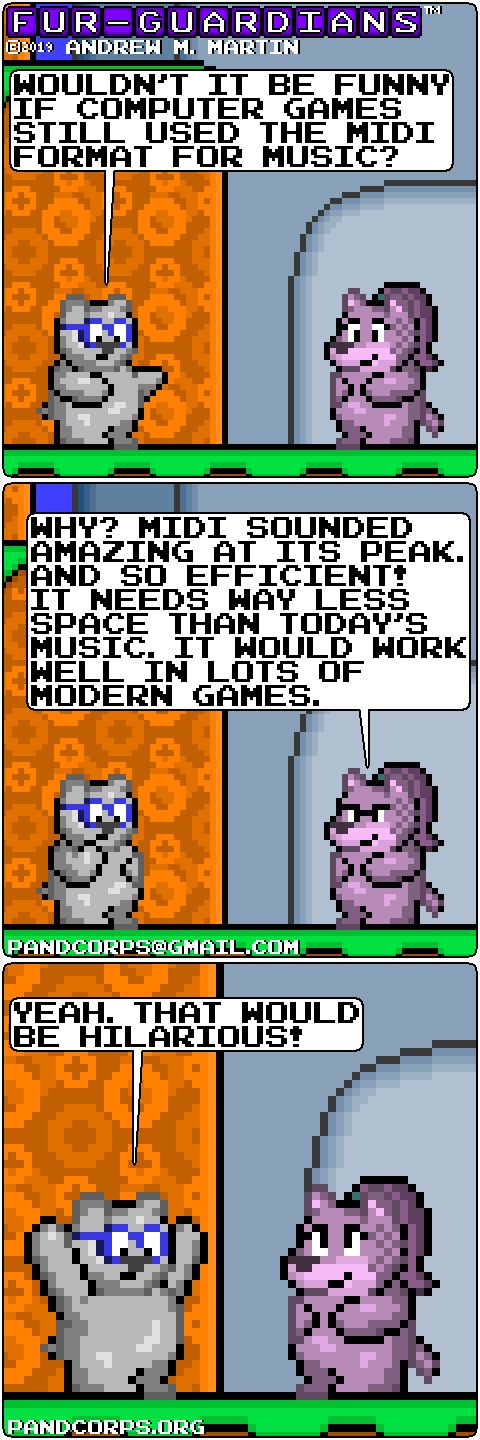 FUR-GUARDIANS™
©2019 ANDREW M. MARTIN
WOULDN'T IT BE FUNNY
IF COMPUTER GAMES
STILL USED THE MIDI
FORMAT FOR MUSIC?
WHY? MIDI SOUNDED
AMAZING AT ITS PEAK.
AND SO EFFICIENT!
IT NEEDS WAY LESS
SPACE THAN TODAY'S
MUSIC. IT WOULD WORK
WELL IN LOTS OF
MODERN GAMES.
PANDCORPS@GMAIL.COM
YEAH. THAT WOULD
BE HILARIOUS!
PANDCORPS.ORG